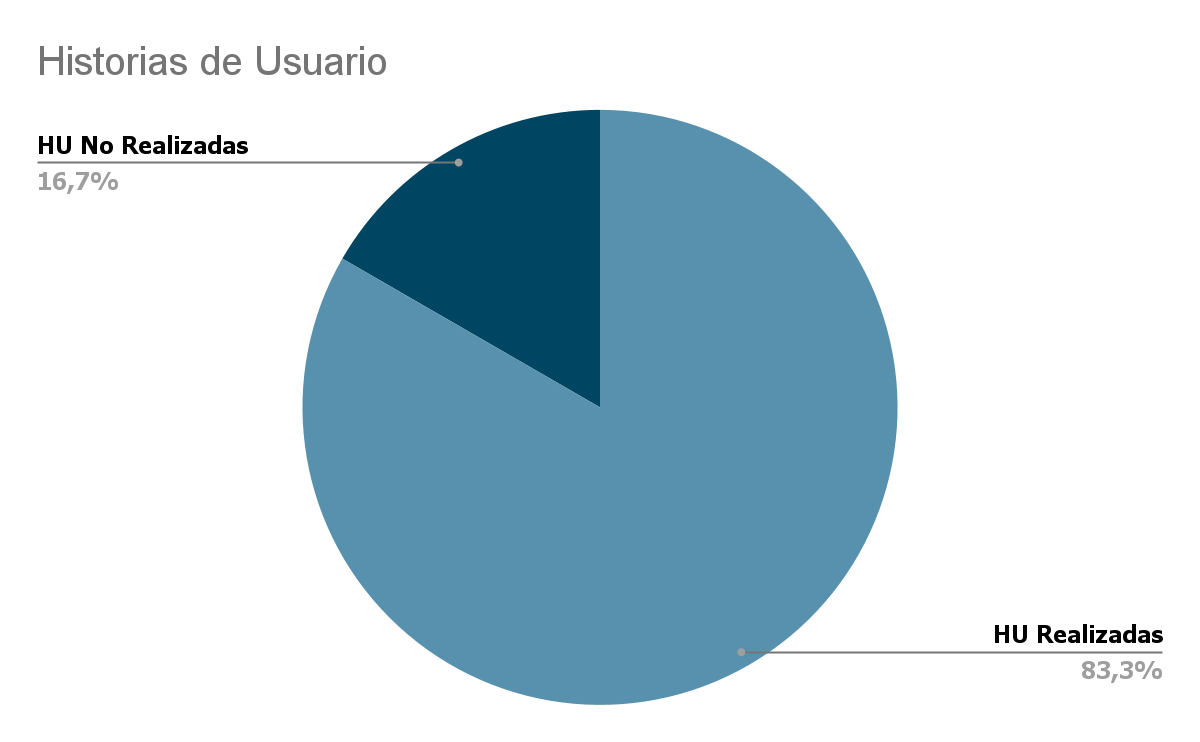 Historias de Usuario
HU No Realizadas
16,7%
HU Realizadas
83,3%